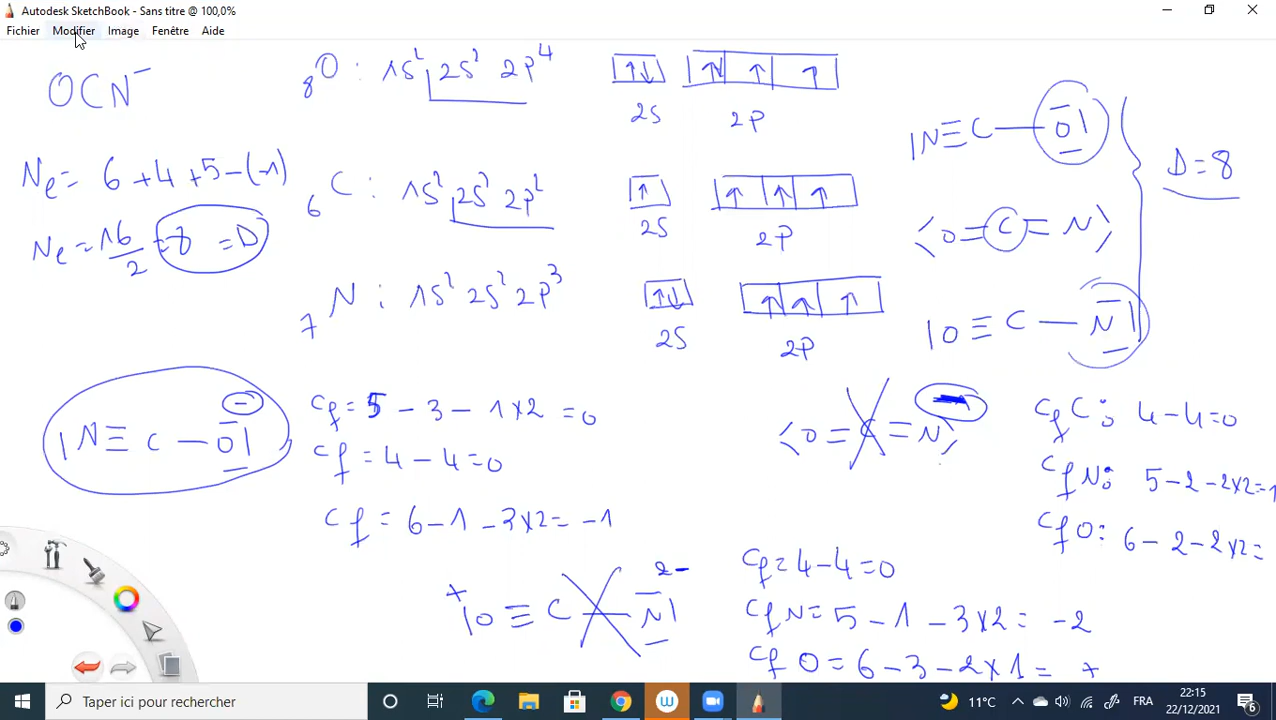 Autodesk SketchBook - Sans titre @ 100,0%
Fichier Modifier Image Fenêtre Aide
OCN⁻
₈O : 1S² 2S² 2P⁴
↑↓ ↑↓ ↑ ↑
2S 2P
|N≡C—O|
D=8
Ne = 6+4+5-(-1)
Ne = 16/2 = 8 = D
₆C : 1S² 2S² 2P²
↑ ↑ ↑ ↑
2S 2P
⟨O=C=N⟩
₇N : 1S² 2S² 2P³
↑↓ ↑ ↑ ↑
2S 2P
|O≡C—N|
|N≡C—O| -
Cf = 5 - 3 - 1x2 = 0
Cf = 4 - 4 = 0
Cf = 6-1-3x2 = -1
⟨O=C=N⟩ -
Cf C : 4-4=0
Cf N : 5-2-2x2=-1
Cf O : 6-2-2x2=
+ |O≡C—N| 2-
Cf = 4-4=0
Cf N = 5-1-3x2 = -2
Cf O = 6-3-2x1 = +
Taper ici pour rechercher
W
11°C
FRA
22:15
22/12/2021
6